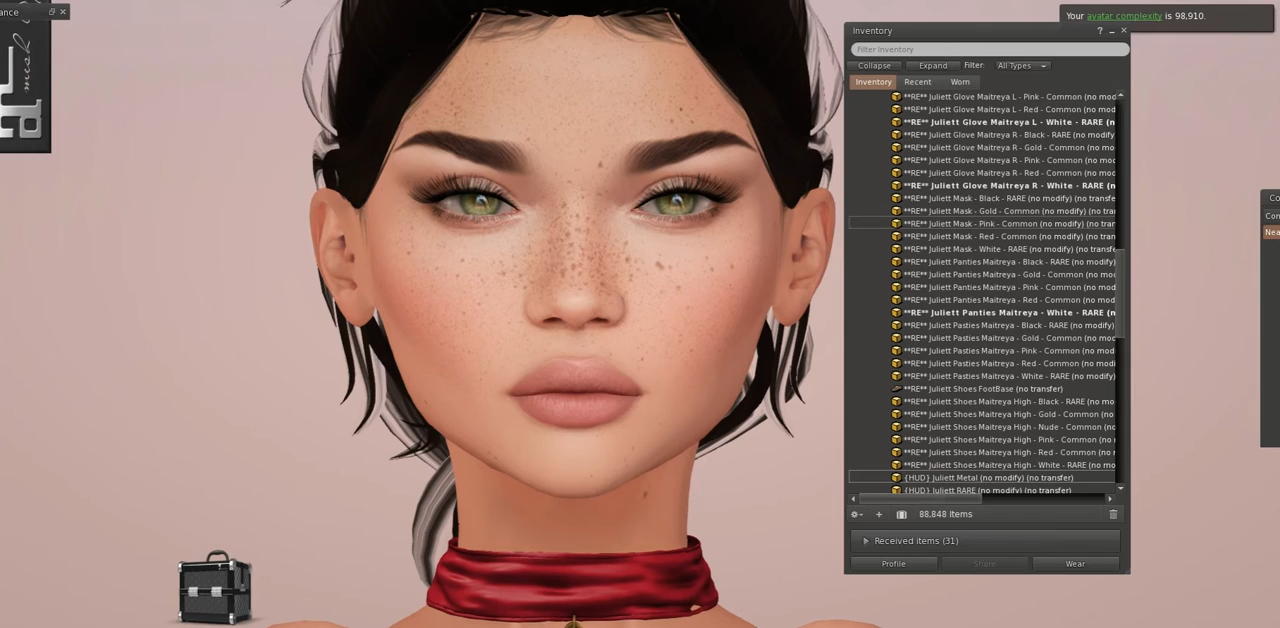 ance
mesh
Your avatar complexity is 98,910.
Inventory
Filter Inventory
Collapse Expand Filter: All Types
Inventory Recent Worn
**RE** Juliett Glove Maitreya L - Pink - Common (no mod
**RE** Juliett Glove Maitreya L - Red - Common (no mod
**RE** Juliett Glove Maitreya L - White - RARE (n
**RE** Juliett Glove Maitreya R - Black - RARE (no modify
**RE** Juliett Glove Maitreya R - Gold - Common (no mo
**RE** Juliett Glove Maitreya R - Pink - Common (no mod
**RE** Juliett Glove Maitreya R - Red - Common (no mod
**RE** Juliett Glove Maitreya R - White - RARE (n
**RE** Juliett Mask - Black - RARE (no modify) (no transfe
**RE** Juliett Mask - Gold - Common (no modify) (no tra
**RE** Juliett Mask - Pink - Common (no modify) (no tran
**RE** Juliett Mask - Red - Common (no modify) (no tran
**RE** Juliett Mask - White - RARE (no modify) (no transfe
**RE** Juliett Panties Maitreya - Black - RARE (no modify)
**RE** Juliett Panties Maitreya - Gold - Common (no mod
**RE** Juliett Panties Maitreya - Pink - Common (no mod
**RE** Juliett Panties Maitreya - Red - Common (no mod
**RE** Juliett Panties Maitreya - White - RARE (n
**RE** Juliett Pasties Maitreya - Black - RARE (no modify)
**RE** Juliett Pasties Maitreya - Gold - Common (no mod
**RE** Juliett Pasties Maitreya - Pink - Common (no mod
**RE** Juliett Pasties Maitreya - Red - Common (no mod
**RE** Juliett Pasties Maitreya - White - RARE (no modify)
**RE** Juliett Shoes FootBase (no transfer)
**RE** Juliett Shoes Maitreya High - Black - RARE (no mo
**RE** Juliett Shoes Maitreya High - Gold - Common (no
**RE** Juliett Shoes Maitreya High - Nude - Common (no
**RE** Juliett Shoes Maitreya High - Pink - Common (no
**RE** Juliett Shoes Maitreya High - Red - Common (no
**RE** Juliett Shoes Maitreya High - White - RARE (no mo
{HUD} Juliett Metal (no modify) (no transfer)
{HUD} Juliett RARE (no modify) (no transfer)
88,848 items
Received items (31)
Profile Share Wear
Co
Con
Nea